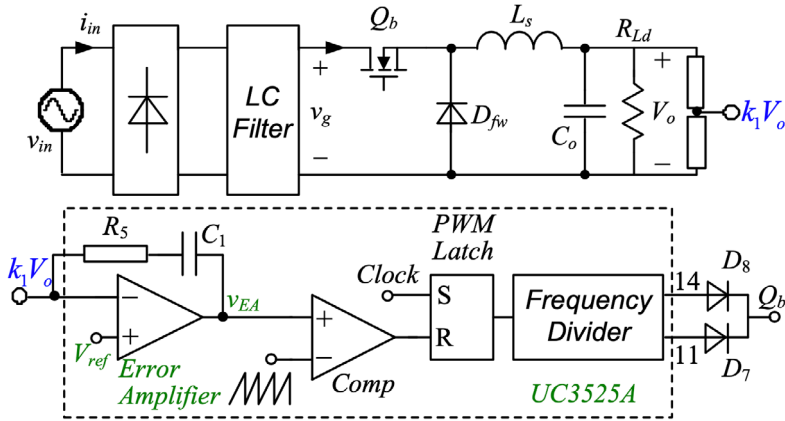 i_in
Q_b
L_s
R_Ld
v_in
LC
Filter
+
v_g
−
D_fw
C_o
+
V_o
−
k_1V_o
R_5
C_1
PWM
Latch
k_1V_o
−
+
V_ref
v_EA
Error
Amplifier
Clock
S
R
+
−
Comp
Frequency
Divider
14
11
D_8
D_7
Q_b
UC3525A